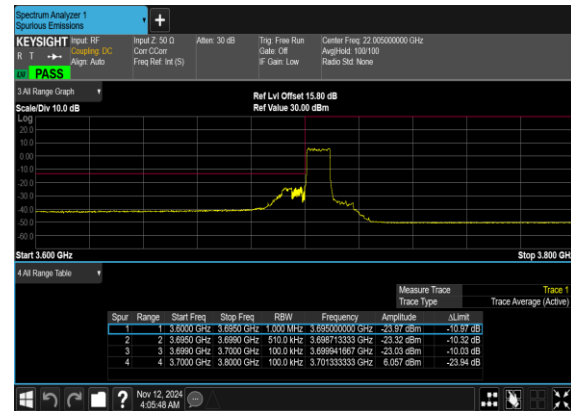 Spectrum Analyzer 1
Spurious Emissions
KEYSIGHT Input: RF Input Z: 50 Ω Atten: 30 dB Trig: Free Run Center Freq: 22.005000000 GHz
R T Coupling: DC Corr CCorr Gate: Off Avg|Hold: 100/100
Align: Auto Freq Ref: Int (S) IF Gain: Low Radio Std: None
PASS
3 All Range Graph
Ref Lvl Offset 15.80 dB
Scale/Div 10.0 dB Ref Value 30.00 dBm
Log
20.0
10.0
0.00
-10.0
-20.0
-30.0
-40.0
-50.0
-60.0
Start 3.600 GHz Stop 3.800 GH
4 All Range Table
Measure Trace Trace 1
Trace Type Trace Average (Active)
Spur Range Start Freq Stop Freq RBW Frequency Amplitude ΔLimit
1 1 3.6000 GHz 3.6950 GHz 1.000 MHz 3.695000000 GHz -23.97 dBm -10.97 dB
2 2 3.6950 GHz 3.6990 GHz 510.0 kHz 3.698713333 GHz -23.32 dBm -10.32 dB
3 3 3.6990 GHz 3.7000 GHz 100.0 kHz 3.699941667 GHz -23.03 dBm -10.03 dB
4 4 3.7000 GHz 3.8000 GHz 100.0 kHz 3.701333333 GHz 6.057 dBm -23.94 dB
Nov 12, 2024
4:05:48 AM